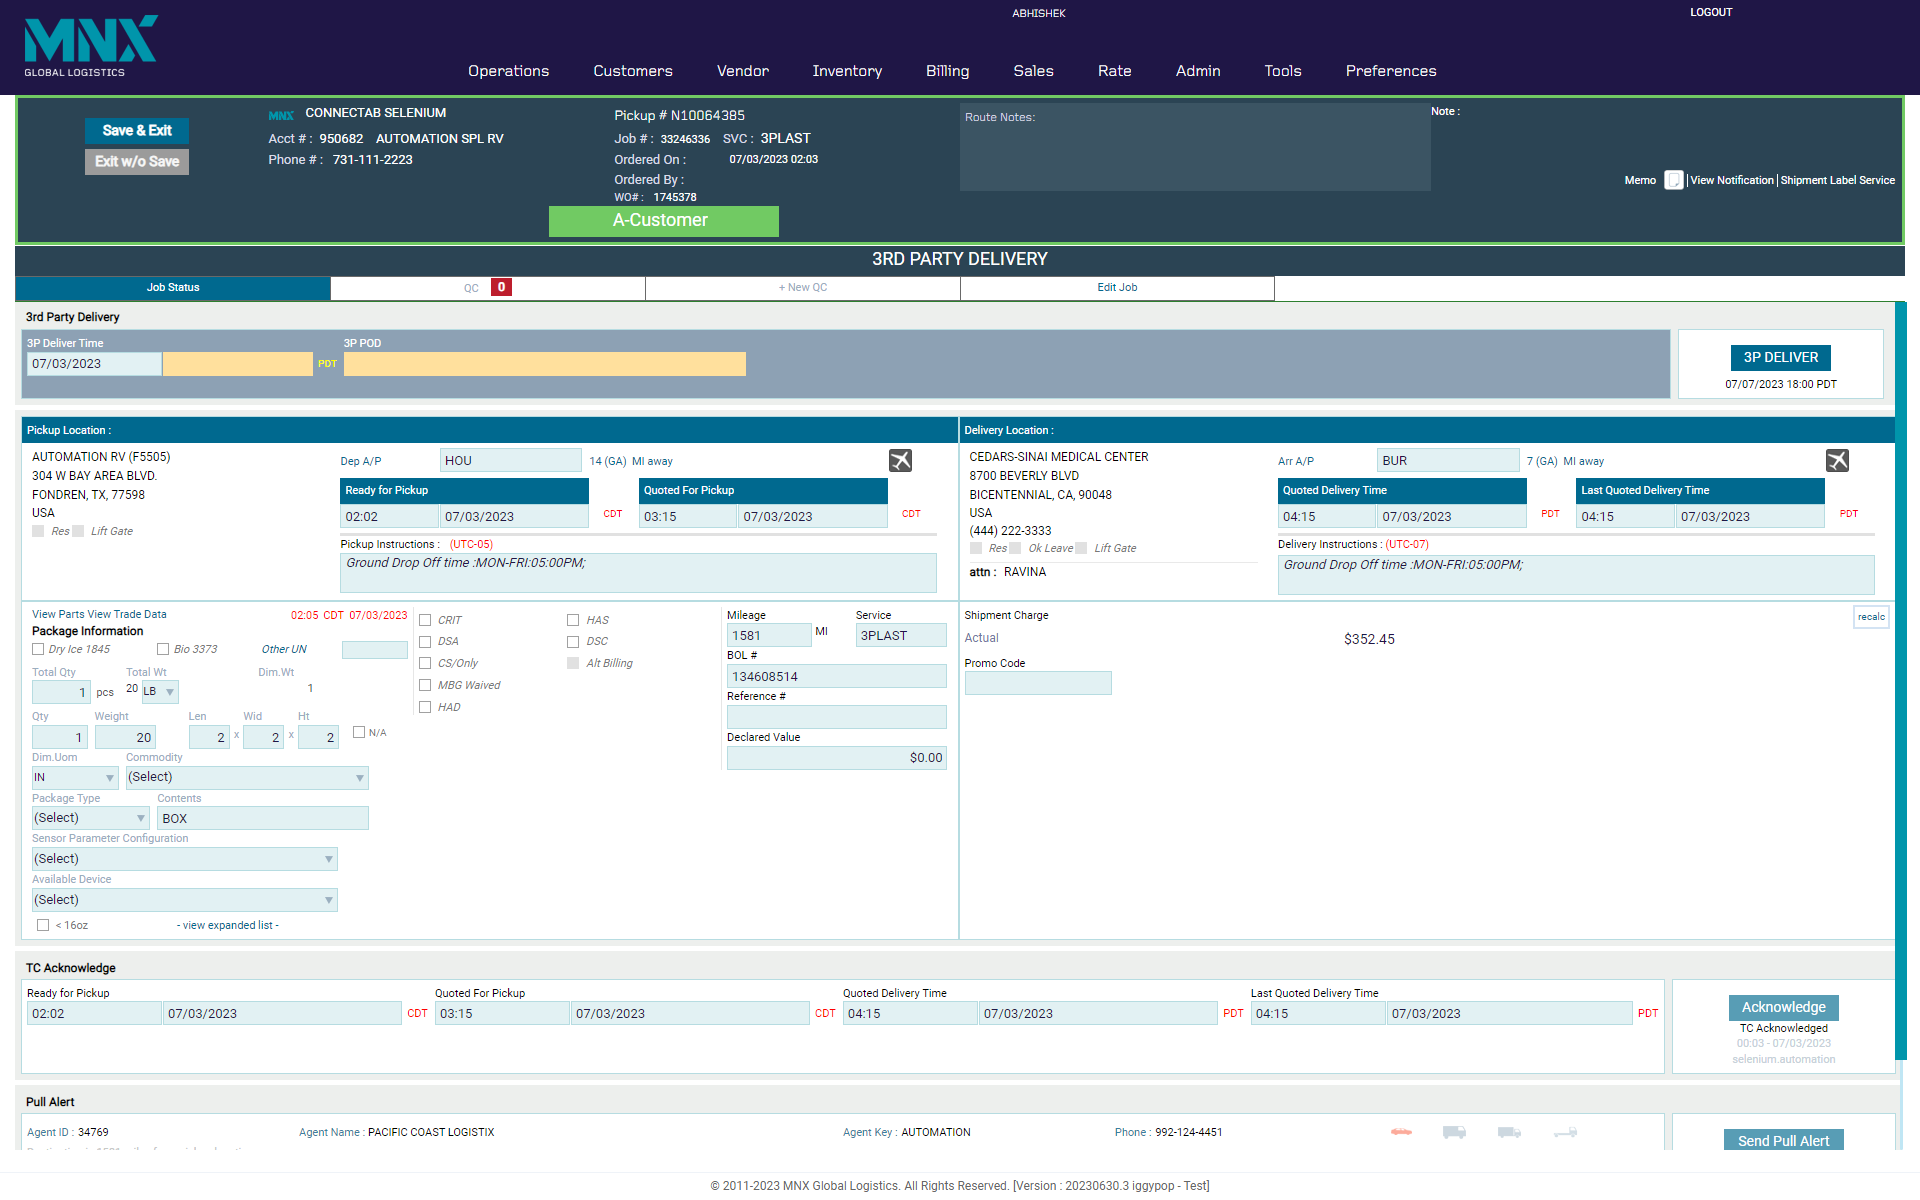 ABHISHEK
LOGOUT
MNX
GLOBAL LOGISTICS
Operations Customers Vendor Inventory Billing Sales Rate Admin Tools Preferences
Save & Exit
Exit w/o Save
MNX CONNECTAB SELENIUM
Acct # : 950682 AUTOMATION SPL RV
Phone # : 731-111-2223
Pickup # N10064385
Job # : 33246336 SVC : 3PLAST
Ordered On : 07/03/2023 02:03
Ordered By :
WO# : 1745378
A-Customer
Route Notes:
Note :
Memo | View Notification | Shipment Label Service
3RD PARTY DELIVERY
Job Status QC 0 + New QC Edit Job
3rd Party Delivery
3P Deliver Time 3P POD
07/03/2023 PDT
3P DELIVER
07/07/2023 18:00 PDT
Pickup Location :
AUTOMATION RV (F5505)
304 W BAY AREA BLVD.
FONDREN, TX, 77598
USA
Res Lift Gate
Dep A/P HOU 14 (GA) MI away
Ready for Pickup Quoted For Pickup
02:02 07/03/2023 CDT 03:15 07/03/2023 CDT
Pickup Instructions : (UTC-05)
Ground Drop Off time :MON-FRI:05:00PM;
Delivery Location :
CEDARS-SINAI MEDICAL CENTER
8700 BEVERLY BLVD
BICENTENNIAL, CA, 90048
USA
(444) 222-3333
Res Ok Leave Lift Gate
attn : RAVINA
Arr A/P BUR 7 (GA) MI away
Quoted Delivery Time Last Quoted Delivery Time
04:15 07/03/2023 PDT 04:15 07/03/2023 PDT
Delivery Instructions : (UTC-07)
Ground Drop Off time :MON-FRI:05:00PM;
View Parts View Trade Data 02:05 CDT 07/03/2023
Package Information
Dry Ice 1845 Bio 3373 Other UN
Total Qty Total Wt Dim.Wt
1 pcs 20 LB 1
Qty Weight Len Wid Ht
1 20 2 x 2 x 2 N/A
Dim.Uom Commodity
IN (Select)
Package Type Contents
(Select) BOX
Sensor Parameter Configuration
(Select)
Available Device
(Select)
< 16oz - view expanded list -
CRIT HAS
DSA DSC
CS/Only Alt Billing
MBG Waived
HAD
Mileage Service
1581 MI 3PLAST
BOL #
134608514
Reference #
Declared Value
$0.00
Shipment Charge recalc
Actual $352.45
Promo Code
TC Acknowledge
Ready for Pickup Quoted For Pickup Quoted Delivery Time Last Quoted Delivery Time
02:02 07/03/2023 CDT 03:15 07/03/2023 CDT 04:15 07/03/2023 PDT 04:15 07/03/2023 PDT
Acknowledge
TC Acknowledged
00:03 - 07/03/2023
selenium.automation
Pull Alert
Agent ID : 34769 Agent Name : PACIFIC COAST LOGISTIX Agent Key : AUTOMATION Phone : 992-124-4451
Send Pull Alert
© 2011-2023 MNX Global Logistics. All Rights Reserved. [Version : 20230630.3 iggypop - Test]